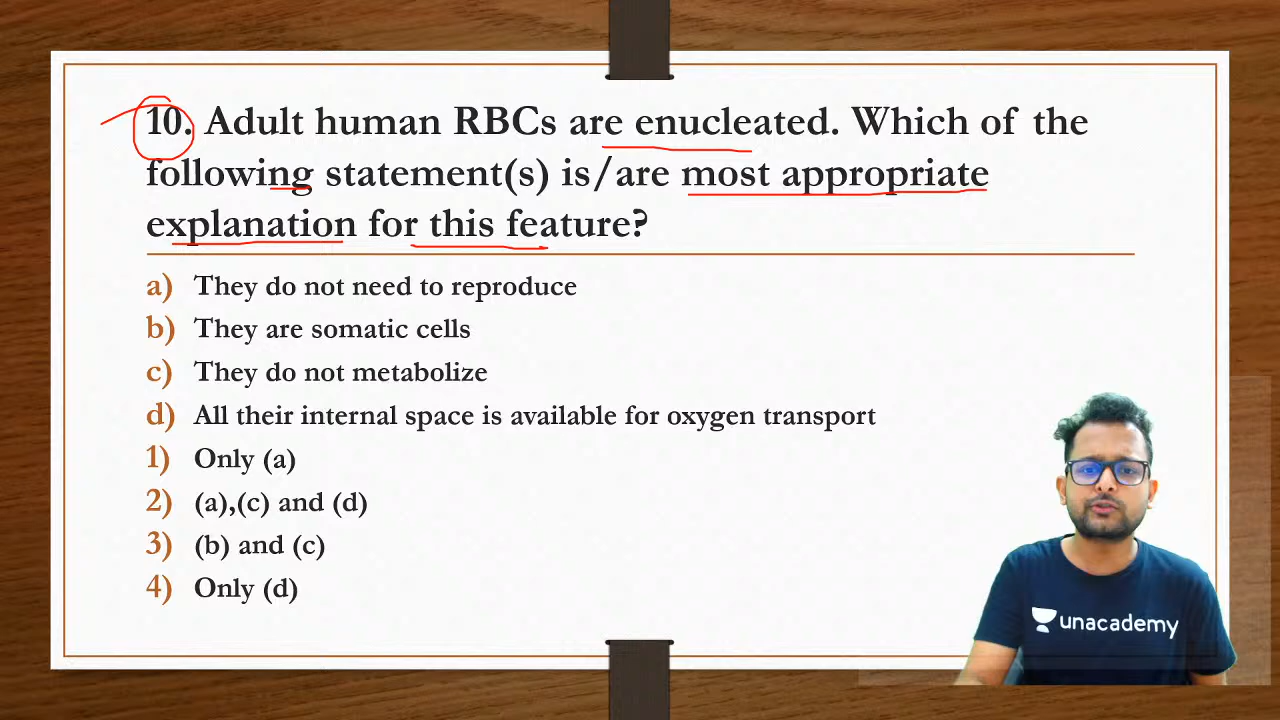 10. Adult human RBCs are enucleated. Which of the
following statement(s) is/are most appropriate
explanation for this feature?
a) They do not need to reproduce
b) They are somatic cells
c) They do not metabolize
d) All their internal space is available for oxygen transport
1) Only (a)
2) (a),(c) and (d)
3) (b) and (c)
4) Only (d)
unacademy